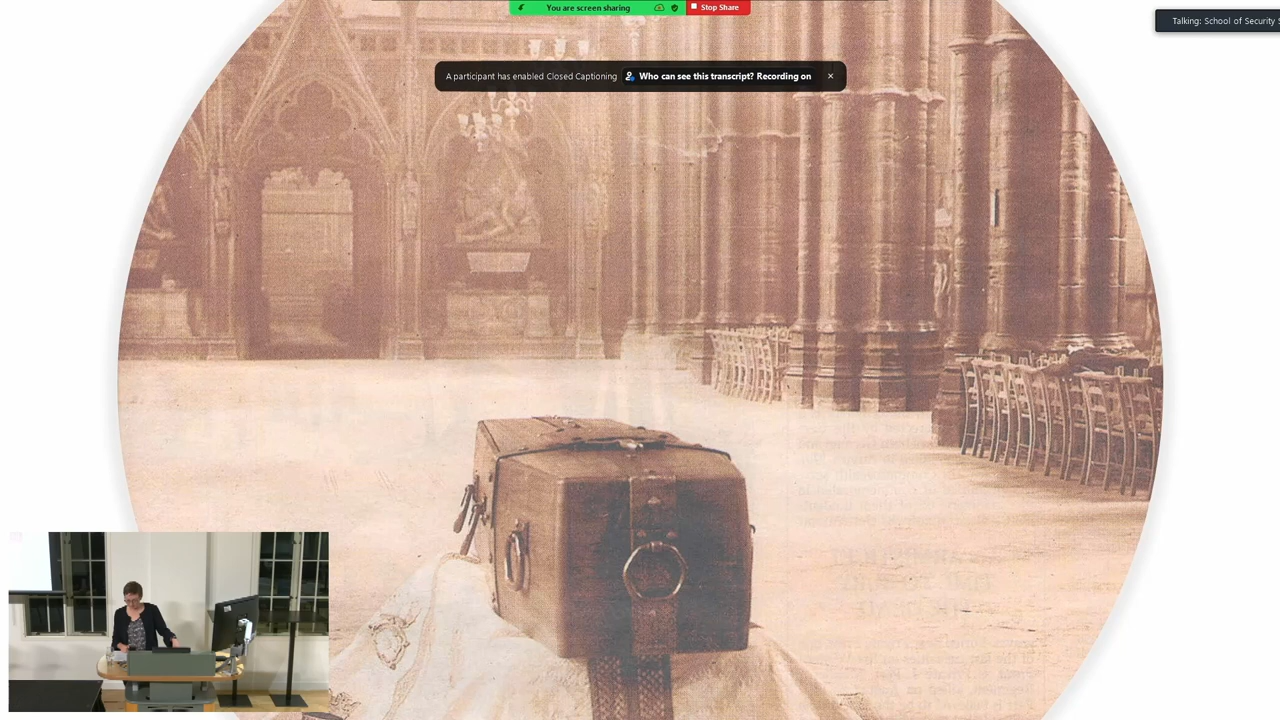 You are screen sharing
Stop Share
Talking: School of Security
A participant has enabled Closed Captioning Who can see this transcript? Recording on